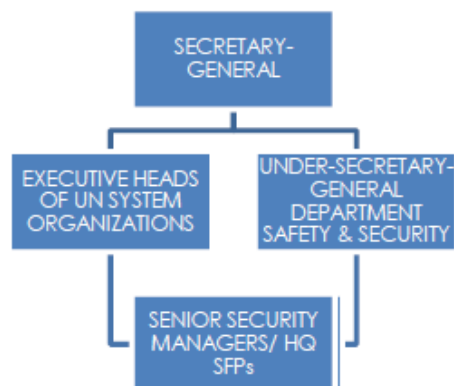 SECRETARY-
GENERAL
EXECUTIVE HEADS
OF UN SYSTEM
ORGANIZATIONS
UNDER-SECRETARY-
GENERAL
DEPARTMENT
SAFETY & SECURITY
SENIOR SECURITY
MANAGERS/ HQ
SFPs